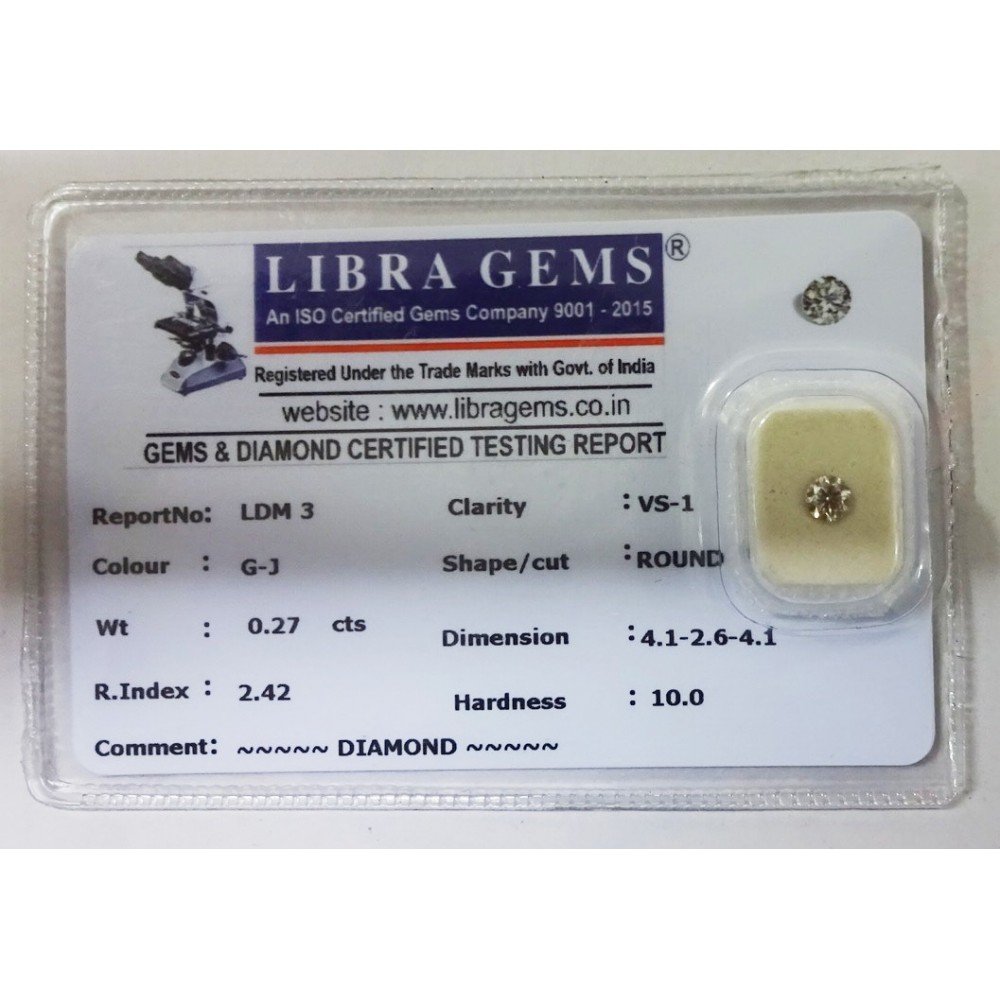 LIBRA GEMS®
An ISO Certified Gems Company 9001 - 2015
Registered Under the Trade Marks with Govt. of India
website : www.libragems.co.in
GEMS & DIAMOND CERTIFIED TESTING REPORT
ReportNo: LDM 3 Clarity : VS-1
Colour : G-J Shape/cut : ROUND
Wt : 0.27 cts Dimension : 4.1-2.6-4.1
R.Index : 2.42 Hardness : 10.0
Comment: ~~~~~ DIAMOND ~~~~~